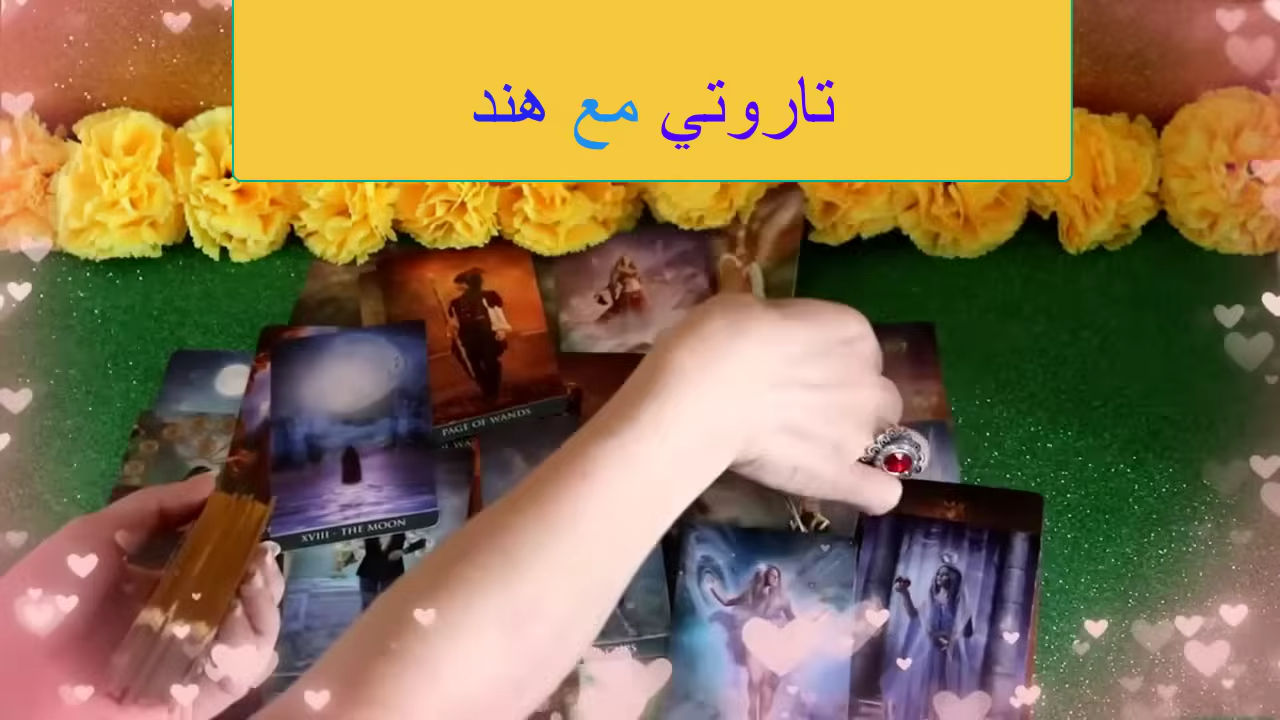 تاروتي مع هند
PAGE OF WANDS
XVIII - THE MOON